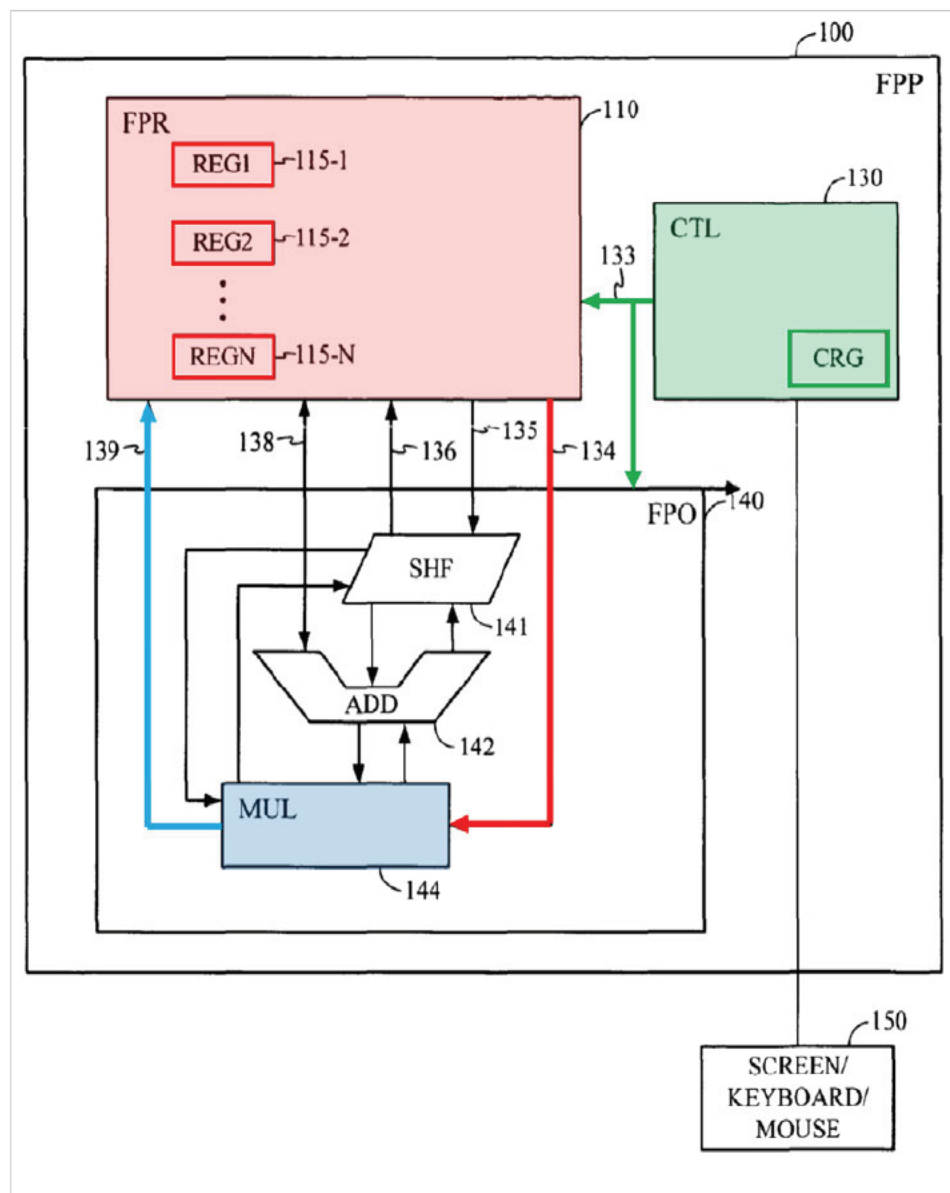 100
FPP
110
FPR
REG1 115-1
130
CTL
REG2 115-2
133
REGN 115-N
CRG
139
138
136
135
134
FPO 140
SHF
141
ADD
142
MUL
144
150
SCREEN/
KEYBOARD/
MOUSE